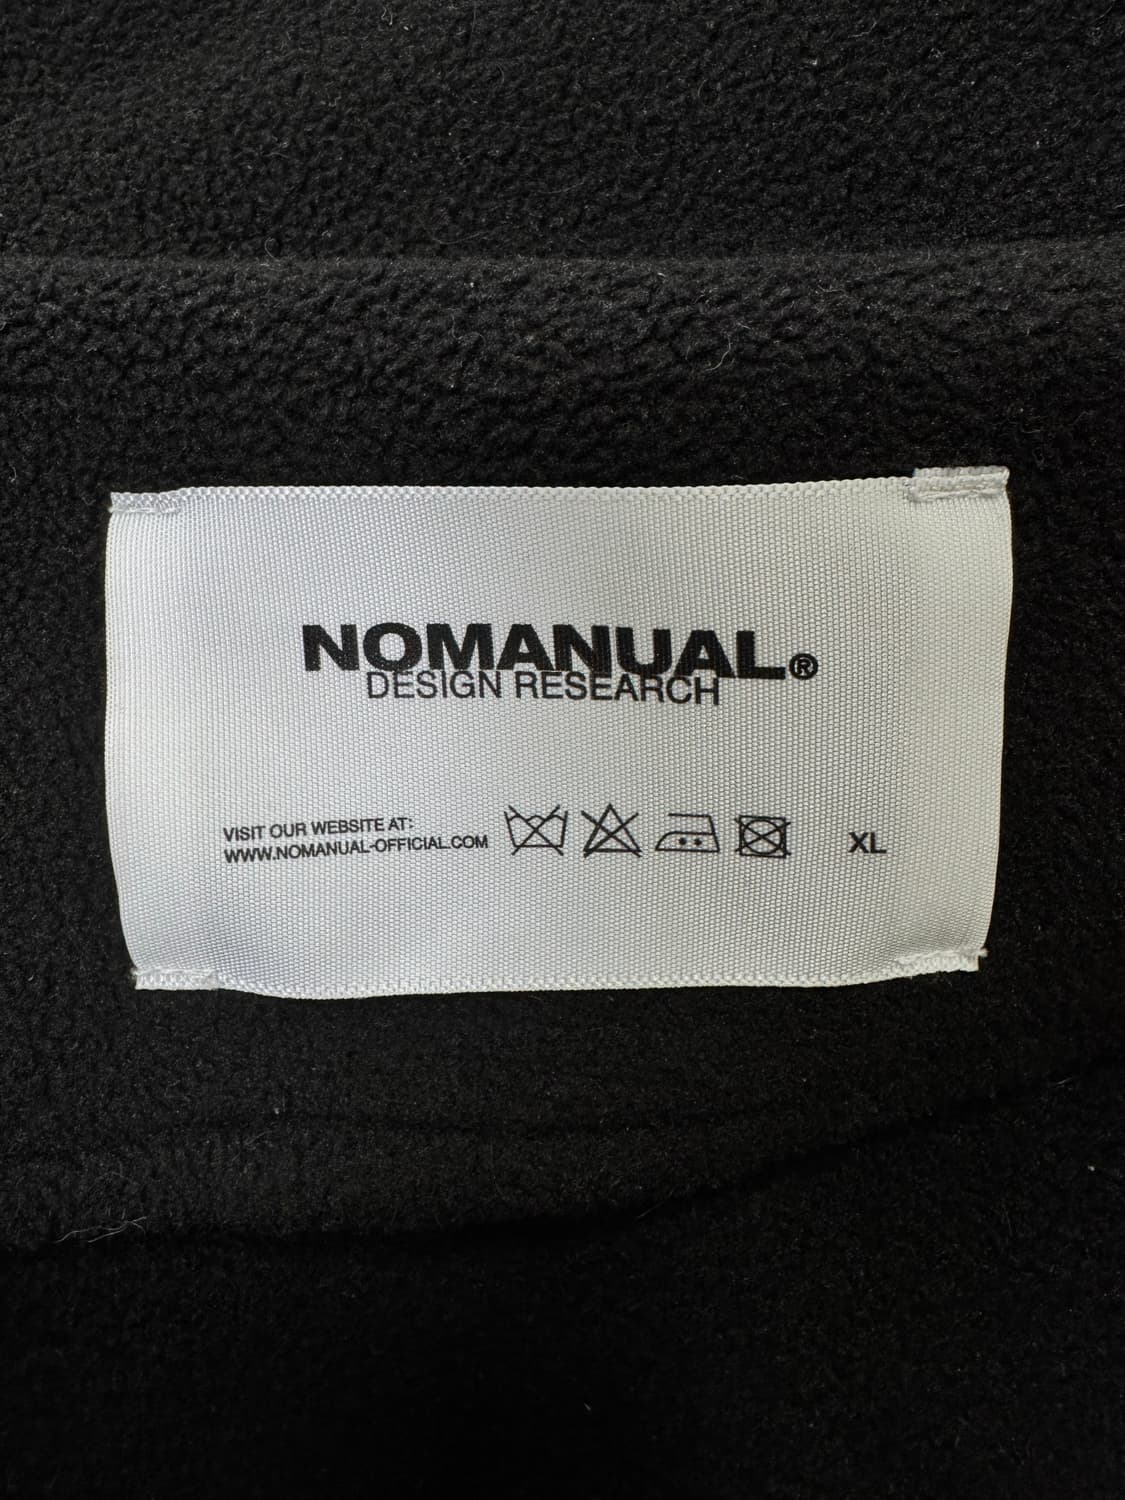 NOMANUAL®
DESIGN RESEARCH
VISIT OUR WEBSITE AT:
WWW.NOMANUAL-OFFICIAL.COM
XL